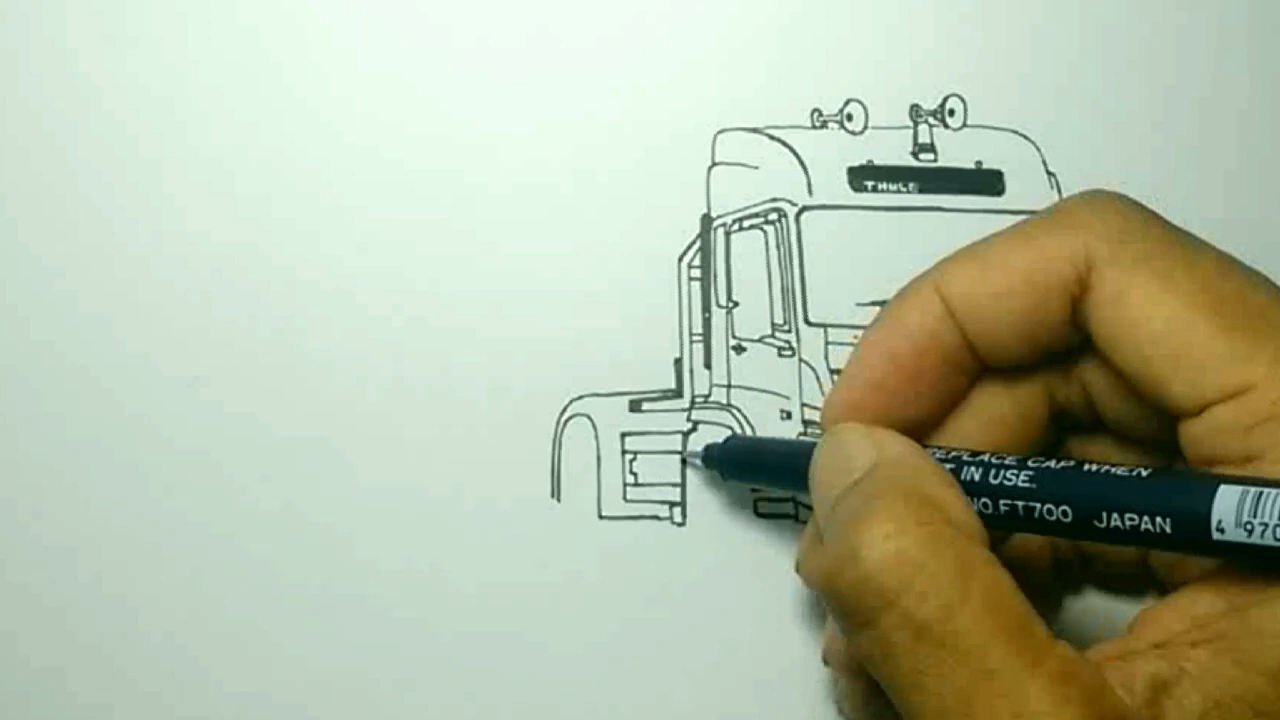 THULE
REPLACE CAP WHEN
T IN USE.
NO.FT700 JAPAN
4 970